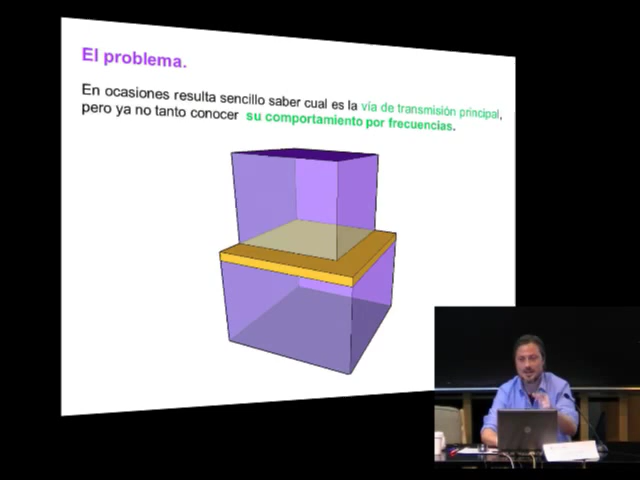 El problema.
En ocasiones resulta sencillo saber cual es la vía de transmisión principal,
pero ya no tanto conocer su comportamiento por frecuencias.